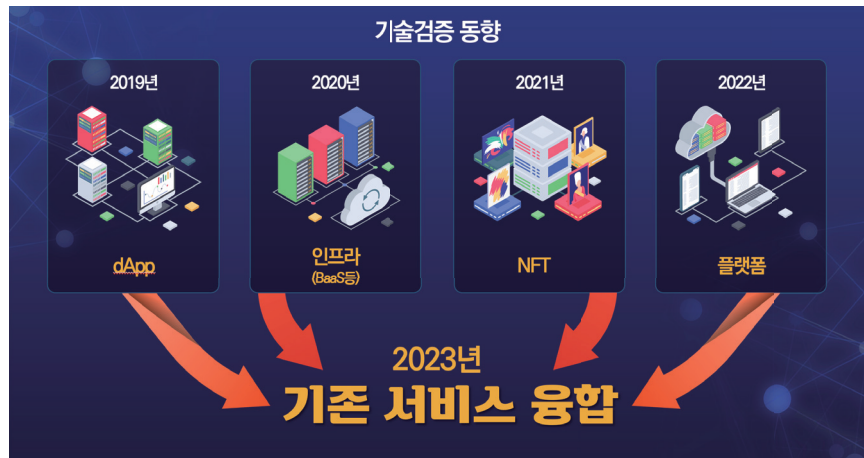 기술검증 동향
2019년
dApp
2020년
인프라
(BaaS등)
2021년
NFT
2022년
플랫폼
2023년
기존 서비스 융합